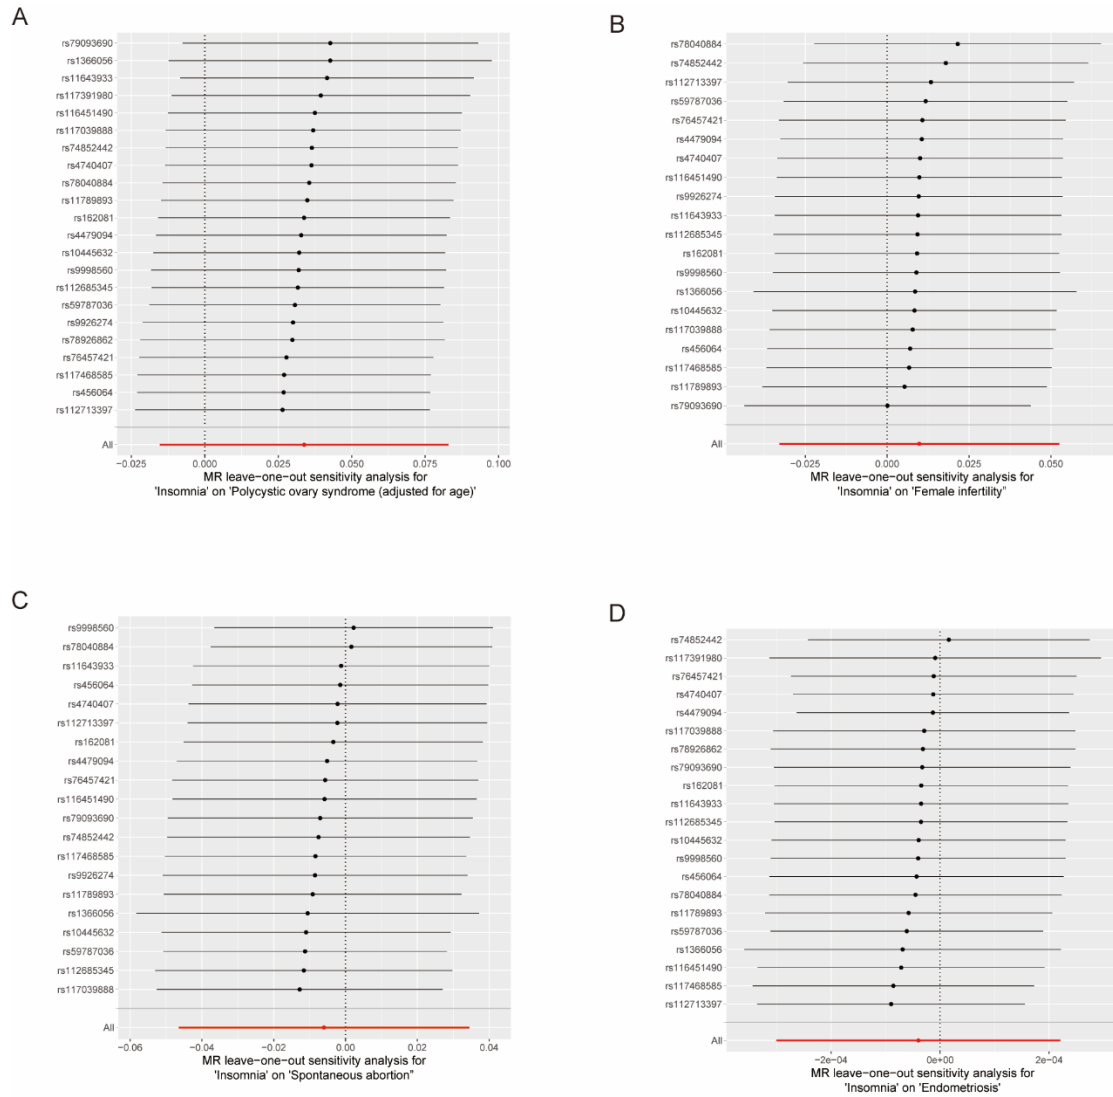 A
rs79093690
rs1366056
rs11643933
rs117391980
rs116451490
rs117039888
rs74852442
rs4740407
rs78040884
rs11789893
rs162081
rs4479094
rs10445632
rs9998560
rs112685345
rs59787036
rs9926274
rs78926862
rs76457421
rs117468585
rs456064
rs112713397
All
−0.025 0.000 0.025 0.050 0.075 0.100
MR leave−one−out sensitivity analysis for
'Insomnia' on 'Polycystic ovary syndrome (adjusted for age)'
B
rs78040884
rs74852442
rs112713397
rs59787036
rs76457421
rs4479094
rs4740407
rs116451490
rs9926274
rs11643933
rs112685345
rs162081
rs9998560
rs1366056
rs10445632
rs117039888
rs456064
rs117468585
rs11789893
rs79093690
All
−0.025 0.000 0.025 0.050
MR leave−one−out sensitivity analysis for
'Insomnia' on 'Female infertility"
C
rs9998560
rs78040884
rs11643933
rs456064
rs4740407
rs112713397
rs162081
rs4479094
rs76457421
rs116451490
rs79093690
rs74852442
rs117468585
rs9926274
rs11789893
rs1366056
rs10445632
rs59787036
rs112685345
rs117039888
All
−0.06 −0.04 −0.02 0.00 0.02 0.04
MR leave−one−out sensitivity analysis for
'Insomnia' on 'Spontaneous abortion"
D
rs74852442
rs117391980
rs76457421
rs4740407
rs4479094
rs117039888
rs78926862
rs79093690
rs162081
rs11643933
rs112685345
rs10445632
rs9998560
rs456064
rs78040884
rs11789893
rs59787036
rs1366056
rs116451490
rs117468585
rs112713397
All
−2e−04 0e+00 2e−04
MR leave−one−out sensitivity analysis for
'Insomnia' on 'Endometriosis'